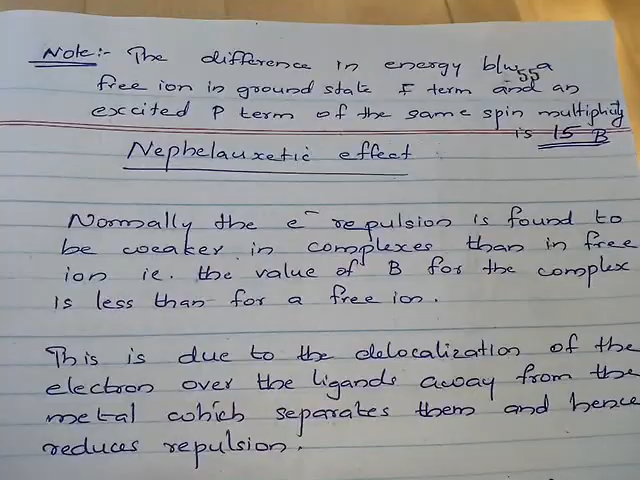 Note:- The difference in energy b/w 55 a
free ion in ground state F term and an
excited P term of the same spin multiplicity
is 15 B
Nephelauxetic effect
Normally the e⁻ repulsion is found to
be weaker in complexes than in free
ion ie. the value of B for the complex
is less than for a free ion.
This is due to the delocalization of the
electron over the ligands away from the
metal which separates them and hence
reduces repulsion.